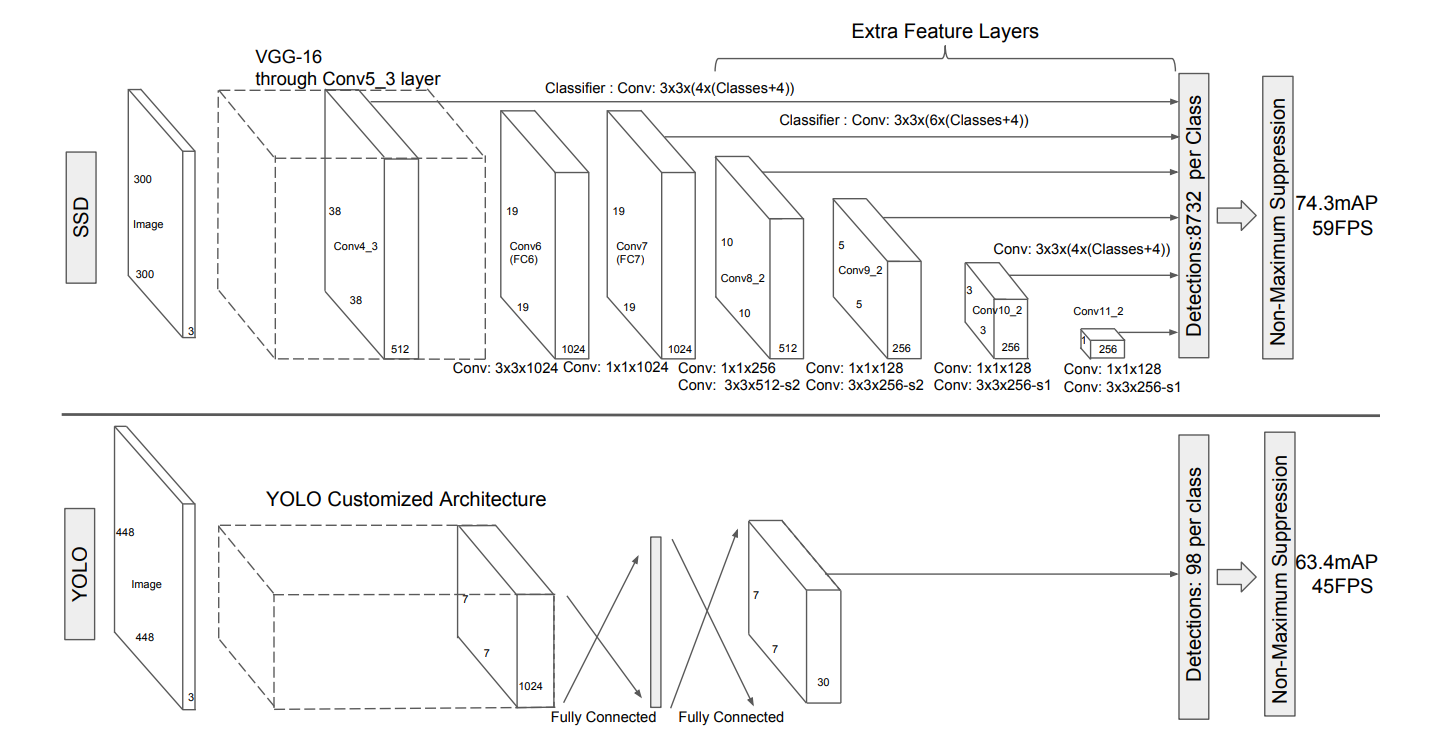 Extra Feature Layers
VGG-16
through Conv5_3 layer
Classifier : Conv: 3x3x(4x(Classes+4))
Classifier : Conv: 3x3x(6x(Classes+4))
SSD
300
Image
300
3
38
Conv4_3
38
512
19
Conv6
(FC6)
19
1024
19
Conv7
(FC7)
19
1024
10
Conv8_2
10
512
5
Conv9_2
5
256
Conv: 3x3x(4x(Classes+4))
3
Conv10_2
3
256
Conv11_2
1
256
Detections:8732 per Class
Non-Maximum Suppression
74.3mAP
59FPS
Conv: 3x3x1024
Conv: 1x1x1024
Conv: 1x1x256
Conv: 3x3x512-s2
Conv: 1x1x128
Conv: 3x3x256-s2
Conv: 1x1x128
Conv: 3x3x256-s1
Conv: 1x1x128
Conv: 3x3x256-s1
YOLO
448
Image
448
3
YOLO Customized Architecture
7
7
1024
Fully Connected
Fully Connected
7
7
30
Detections: 98 per class
Non-Maximum Suppression
63.4mAP
45FPS